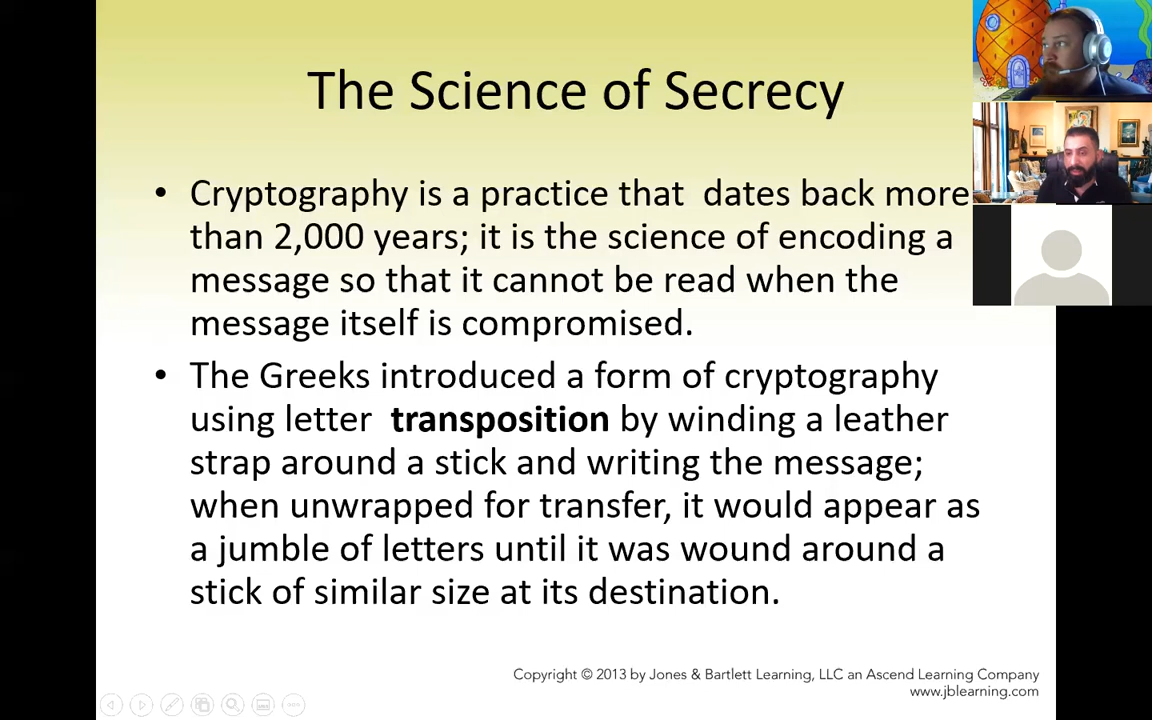 The Science of Secrecy
• Cryptography is a practice that  dates back more
than 2,000 years; it is the science of encoding a
message so that it cannot be read when the
message itself is compromised.
• The Greeks introduced a form of cryptography
using letter  transposition by winding a leather
strap around a stick and writing the message;
when unwrapped for transfer, it would appear as
a jumble of letters until it was wound around a
stick of similar size at its destination.
Copyright © 2013 by Jones & Bartlett Learning, LLC an Ascend Learning Company
www.jblearning.com